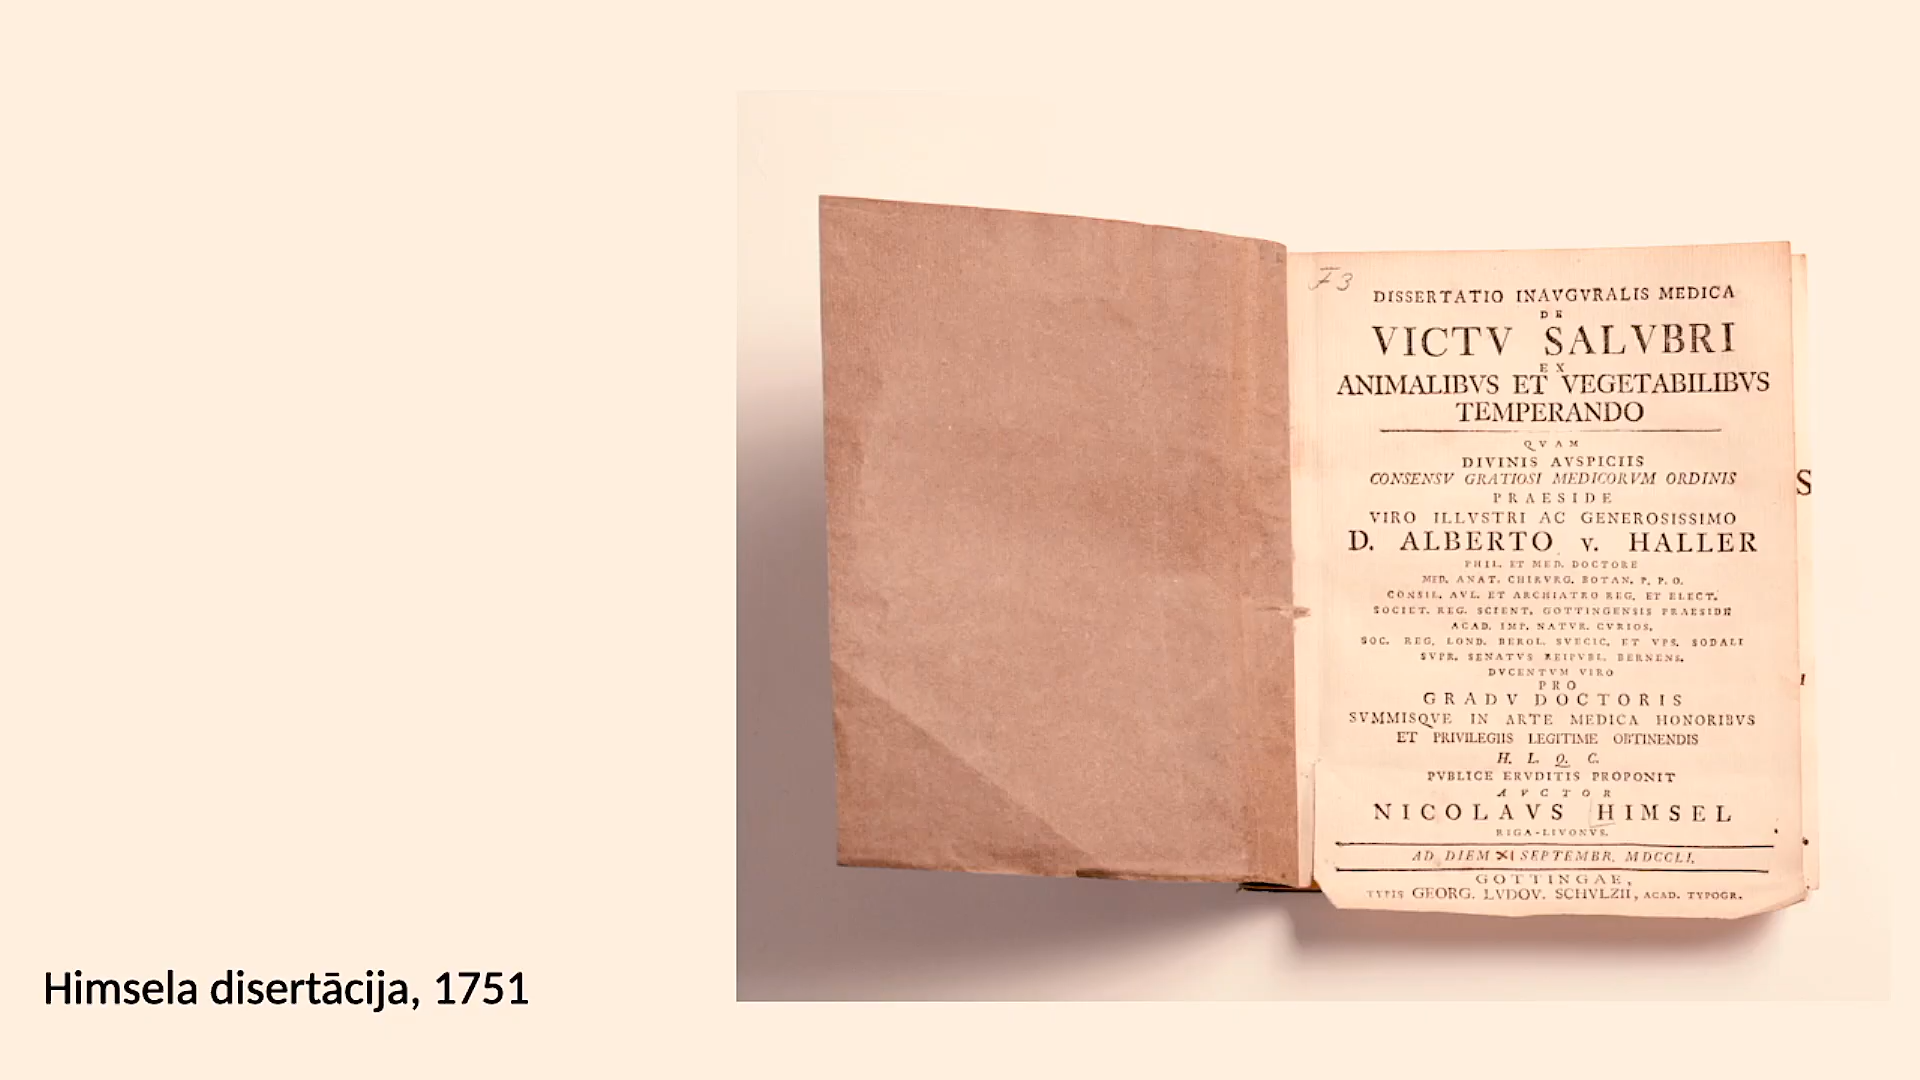 F3
DISSERTATIO INAVGVRALIS MEDICA
DE
VICTV SALVBRI
EX
ANIMALIBVS ET VEGETABILIBVS
TEMPERANDO
QVAM
DIVINIS AVSPICIIS
CONSENSV GRATIOSI MEDICORVM ORDINIS
PRAESIDE
VIRO ILLVSTRI AC GENEROSISSIMO
D. ALBERTO v. HALLER
PHIL. ET MED. DOCTORE
MED. ANAT. CHIRVRG. BOTAN. P. P. O.
CONSIL. AVL. ET ARCHIATRO REG. ET ELECT.
SOCIET. REG. SCIENT. GOTTINGENSIS PRAESIDE
ACAD. IMP. NATVR. CVRIOS.
SOC. REG. LOND. BEROL. SVECIC. ET VPS. SODALI
SVPR. SENATVS REIPVBL. BERNENS.
DVCENTVM VIRO
PRO
GRADV DOCTORIS
SVMMISQVE IN ARTE MEDICA HONORIBVS
ET PRIVILEGIIS LEGITIME OBTINENDIS
H. L. Q. C.
PVBLICE ERVDITIS PROPONIT
AVCTOR
NICOLAVS HIMSEL
RIGA-LIVONVS.
AD DIEM XI SEPTEMBR. MDCCLI.
GOTTINGAE,
TYPIS GEORG. LVDOV. SCHVLZII, ACAD. TYPOGR.
S
Himsela disertācija, 1751